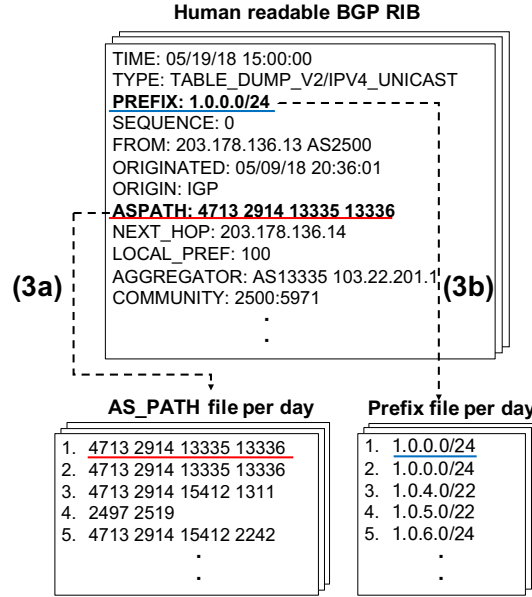 Human readable BGP RIB
TIME: 05/19/18 15:00:00
TYPE: TABLE_DUMP_V2/IPV4_UNICAST
PREFIX: 1.0.0.0/24
SEQUENCE: 0
FROM: 203.178.136.13 AS2500
ORIGINATED: 05/09/18 20:36:01
ORIGIN: IGP
ASPATH: 4713 2914 13335 13336
NEXT_HOP: 203.178.136.14
LOCAL_PREF: 100
AGGREGATOR: AS13335 103.22.201.1
COMMUNITY: 2500:5971
.
.
(3a)
(3b)
AS_PATH file per day
1. 4713 2914 13335 13336
2. 4713 2914 13335 13336
3. 4713 2914 15412 1311
4. 2497 2519
5. 4713 2914 15412 2242
.
.
Prefix file per day
1. 1.0.0.0/24
2. 1.0.0.0/24
3. 1.0.4.0/22
4. 1.0.5.0/22
5. 1.0.6.0/24
.
.